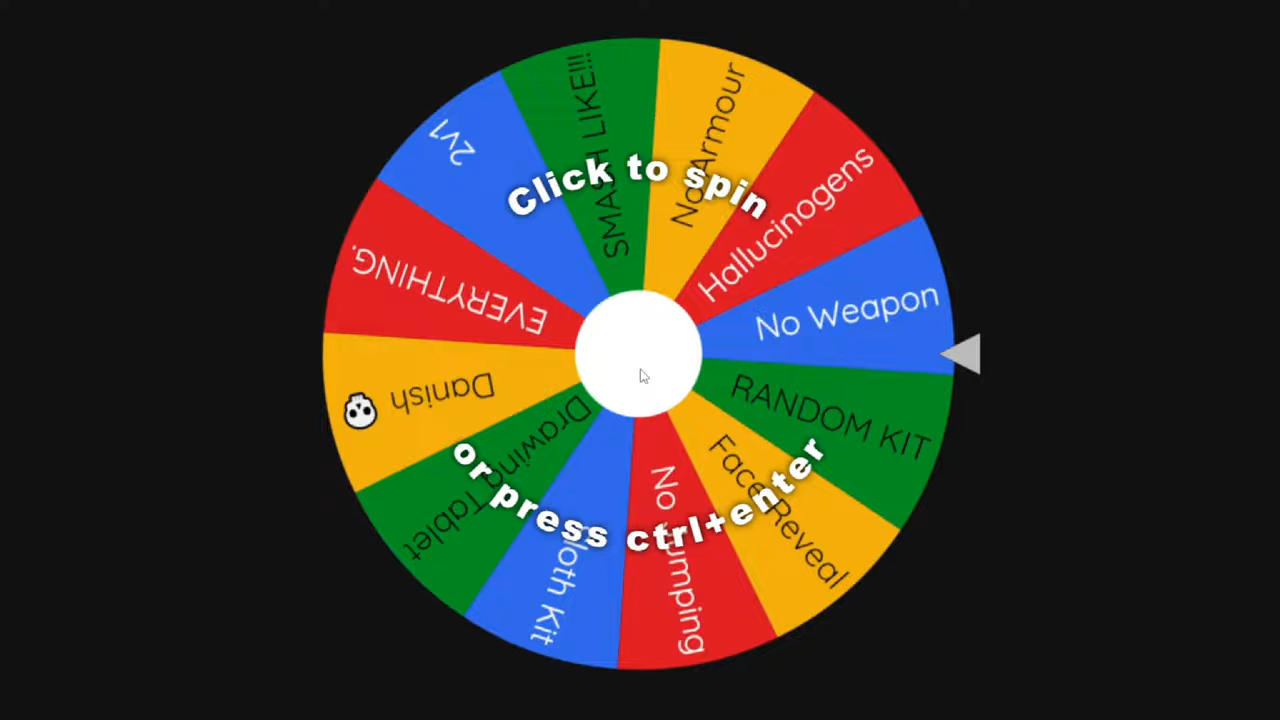 Click to spin
or press ctrl+enter
SMASH LIKE!!!
No Armour
Hallucinogens
No Weapon
RANDOM KIT
Face Reveal
No Jumping
Cloth Kit
Drawing Tablet
Danish
EVERYTHING.
2v1